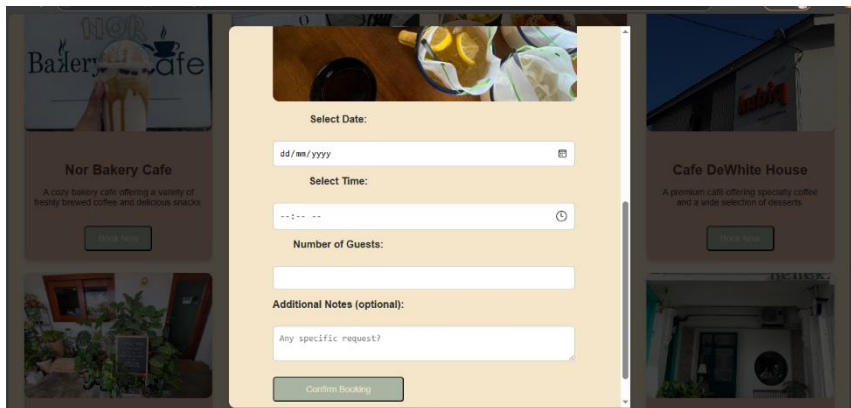 NOR
Bakery Cafe
Nor Bakery Cafe
A cozy bakery cafe offering a variety of
freshly brewed coffee and delicious snacks
Book Now
Select Date:
dd/mm/yyyy
Select Time:
--:-- --
Number of Guests:
Additional Notes (optional):
Any specific request?
Confirm Booking
Cafe DeWhite House
A premium café offering specialty coffee
and a wide selection of desserts
Book Now